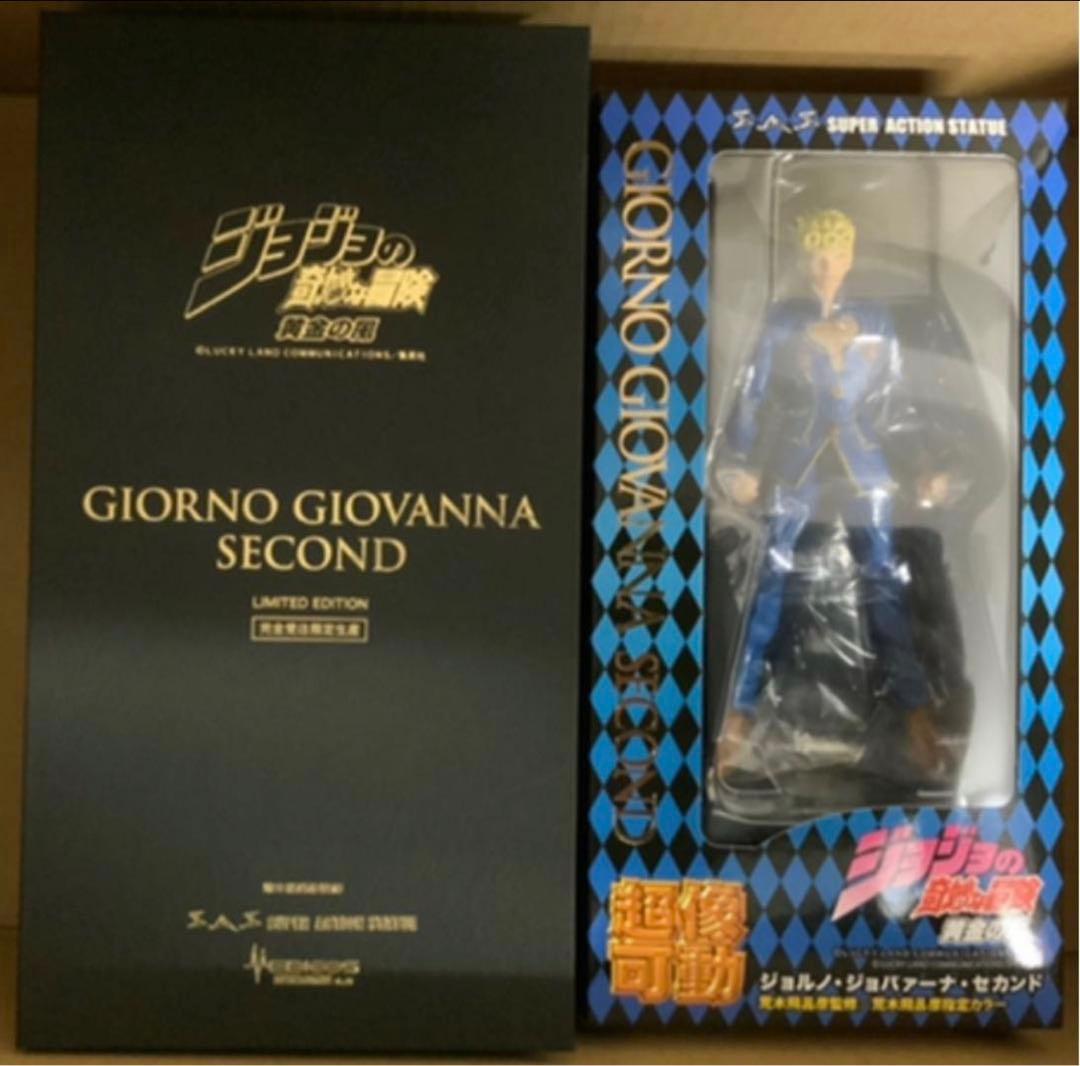 ジョジョの
奇妙な冒険
黄金の風
©LUCKY LAND COMMUNICATIONS/集英社
GIORNO GIOVANNA
SECOND
LIMITED EDITION
完全受注限定生産
S.A.S SUPER ACTION STATUE
S.A.S SUPER ACTION STATUE
GIORNO GIOVANNA SECOND
超像
可動
ジョジョの
奇妙な冒険
黄金の風
©LUCKY LAND COMMUNICATIONS
ジョルノ・ジョバァーナ・セカンド
荒木飛呂彦監修 荒木飛呂彦指定カラー